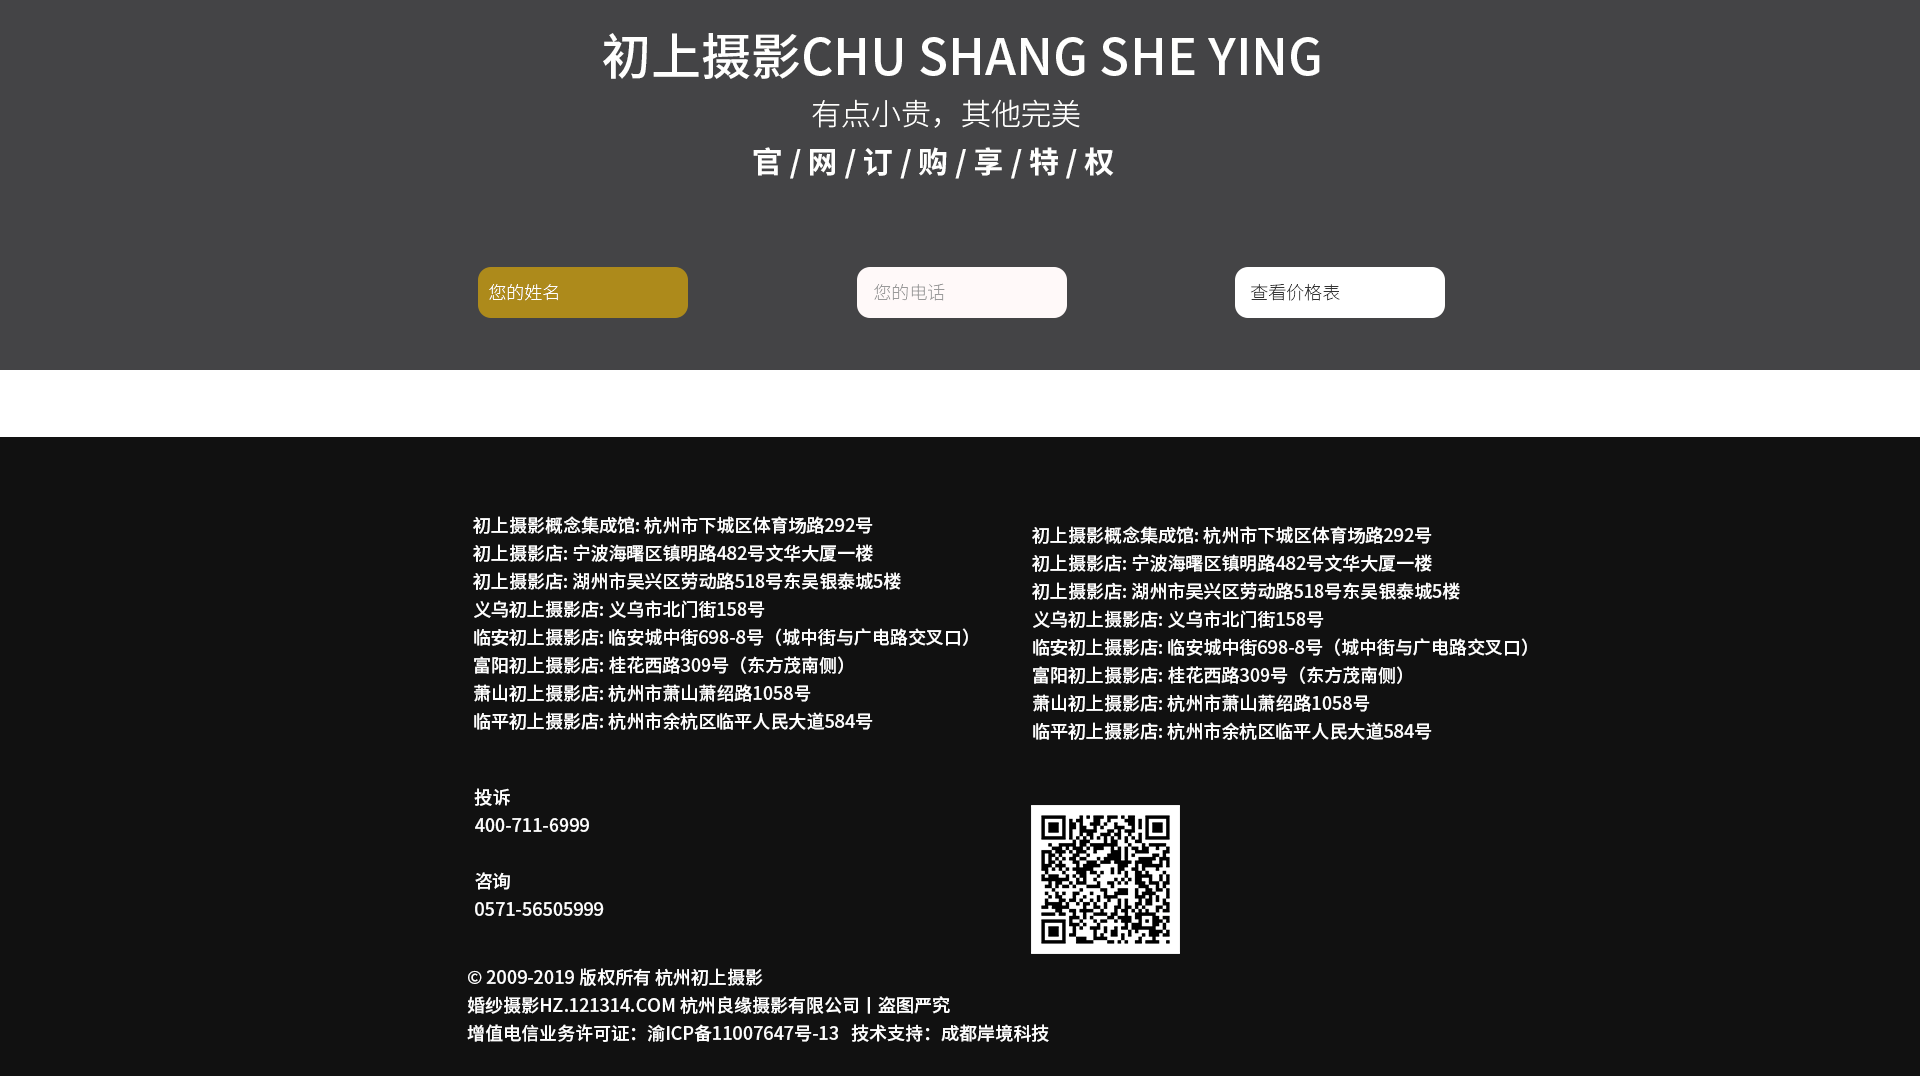 初上摄影CHU SHANG SHE YING
有点小贵，其他完美
官 / 网 / 订 / 购 / 享 / 特 / 权
您的姓名
您的电话
查看价格表
初上摄影概念集成馆: 杭州市下城区体育场路292号
初上摄影店: 宁波海曙区镇明路482号文华大厦一楼
初上摄影店: 湖州市吴兴区劳动路518号东吴银泰城5楼
义乌初上摄影店: 义乌市北门街158号
临安初上摄影店: 临安城中街698-8号（城中街与广电路交叉口）
富阳初上摄影店: 桂花西路309号（东方茂南侧）
萧山初上摄影店: 杭州市萧山萧绍路1058号
临平初上摄影店: 杭州市余杭区临平人民大道584号
初上摄影概念集成馆: 杭州市下城区体育场路292号
初上摄影店: 宁波海曙区镇明路482号文华大厦一楼
初上摄影店: 湖州市吴兴区劳动路518号东吴银泰城5楼
义乌初上摄影店: 义乌市北门街158号
临安初上摄影店: 临安城中街698-8号（城中街与广电路交叉口）
富阳初上摄影店: 桂花西路309号（东方茂南侧）
萧山初上摄影店: 杭州市萧山萧绍路1058号
临平初上摄影店: 杭州市余杭区临平人民大道584号
投诉
400-711-6999
咨询
0571-56505999
© 2009-2019 版权所有 杭州初上摄影
婚纱摄影HZ.121314.COM 杭州良缘摄影有限公司丨盗图严究
增值电信业务许可证：渝ICP备11007647号-13 技术支持：成都岸境科技